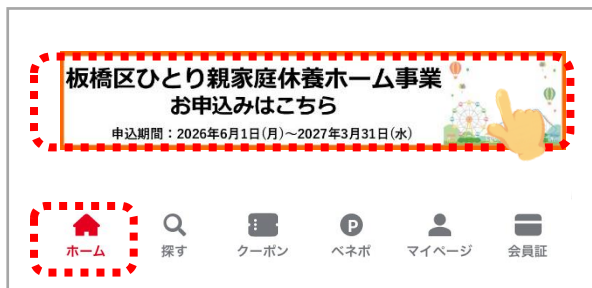 板橋区ひとり親家庭休養ホーム事業
お申込みはこちら
申込期間：2026年6月1日(月)～2027年3月31日(水)
P
ホーム 探す クーポン ベネポ マイページ 会員証